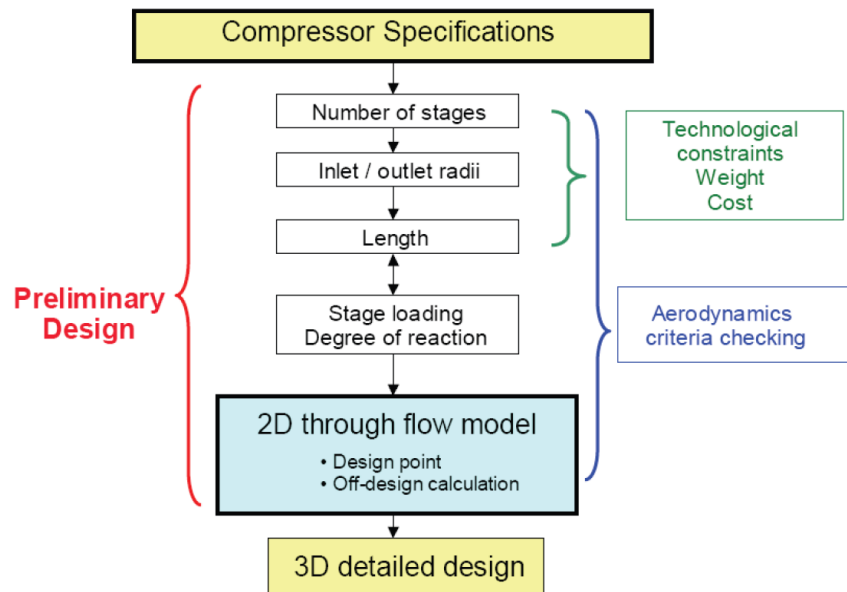 Compressor Specifications
Number of stages
Inlet / outlet radii
Length
Stage loading
Degree of reaction
2D through flow model
• Design point
• Off-design calculation
3D detailed design
Preliminary
Design
Technological
constraints
Weight
Cost
Aerodynamics
criteria checking